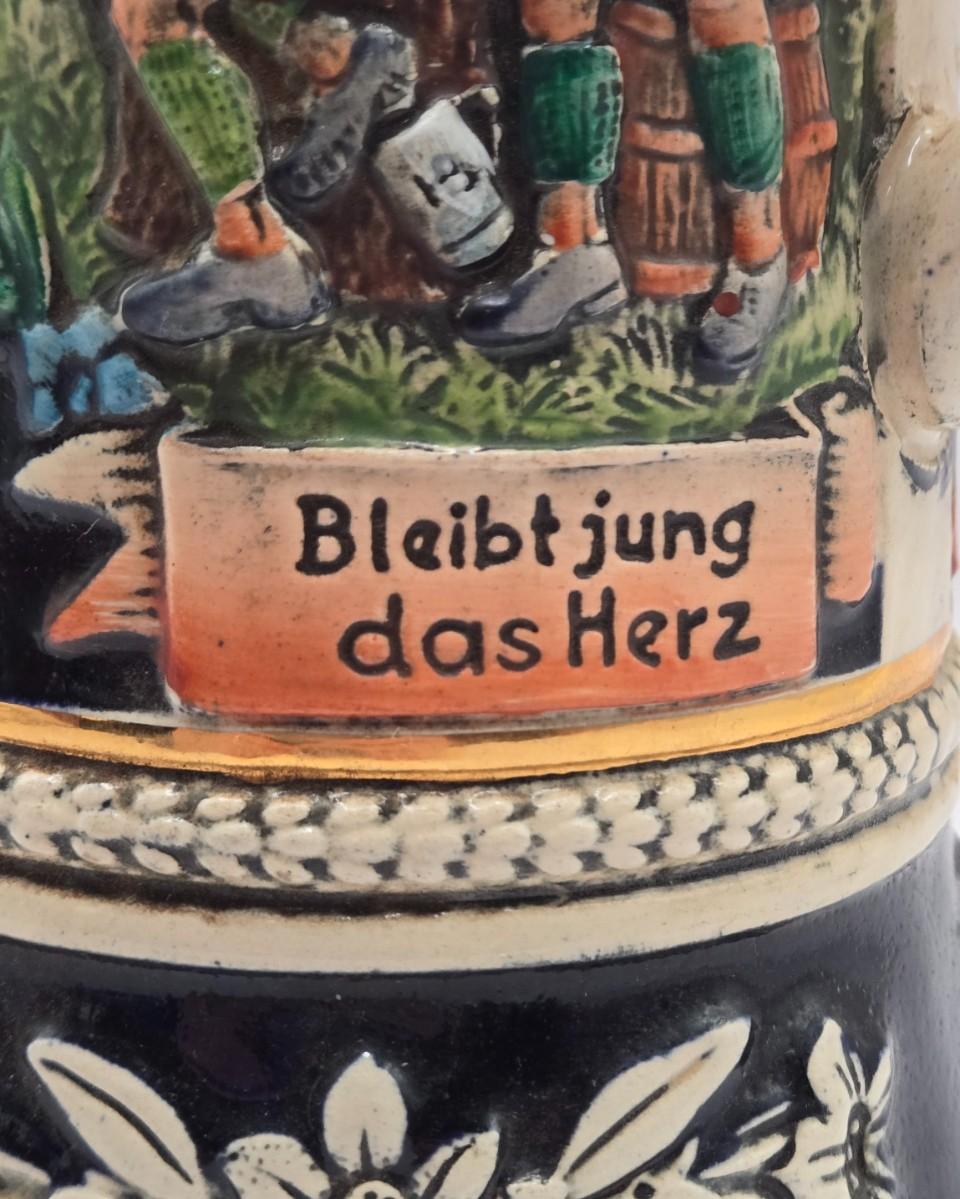 Bleibt jung
das Herz